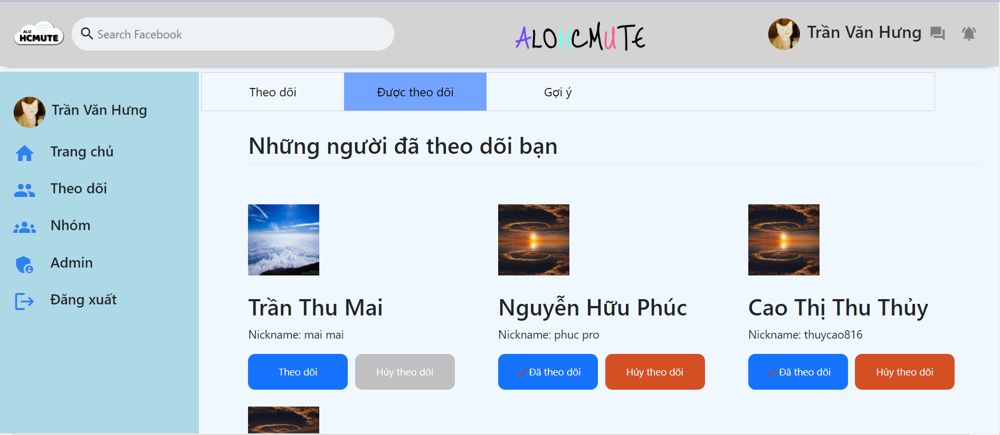 ALO
HCMUTE
Search Facebook
ALOHCMUTE
Trần Văn Hưng
Trần Văn Hưng
Trang chủ
Theo dõi
Nhóm
Admin
Đăng xuất
Theo dõi
Được theo dõi
Gợi ý
Những người đã theo dõi bạn
Trần Thu Mai
Nickname: mai mai
Theo dõi
Hủy theo dõi
Nguyễn Hữu Phúc
Nickname: phuc pro
Đã theo dõi
Hủy theo dõi
Cao Thị Thu Thủy
Nickname: thuycao816
Đã theo dõi
Hủy theo dõi